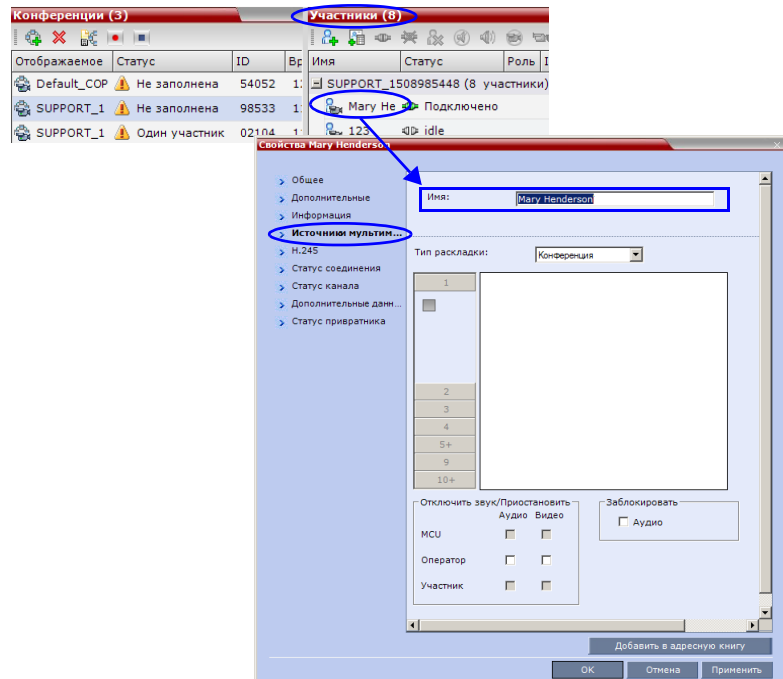 Конференции (3)
Отображаемое Статус ID Вр
Default_COP Не заполнена 54052 1
SUPPORT_1 Не заполнена 98533 1
SUPPORT_1 Один участник 02104 1
Участники (8)
Имя Статус Роль I
SUPPORT_1508985448 (8 участники)
Mary He Подключено
123 idle
Свойства Mary Henderson
Общее
Дополнительные
Информация
Источники мультим...
H.245
Статус соединения
Статус канала
Дополнительные данн...
Статус привратника
Имя: Mary Henderson
Тип раскладки: Конференция
1
2
3
4
5+
9
10+
Отключить звук/Приостановить
Аудио Видео
MCU
Оператор
Участник
Заблокировать
Аудио
Добавить в адресную книгу
OK Отмена Применить